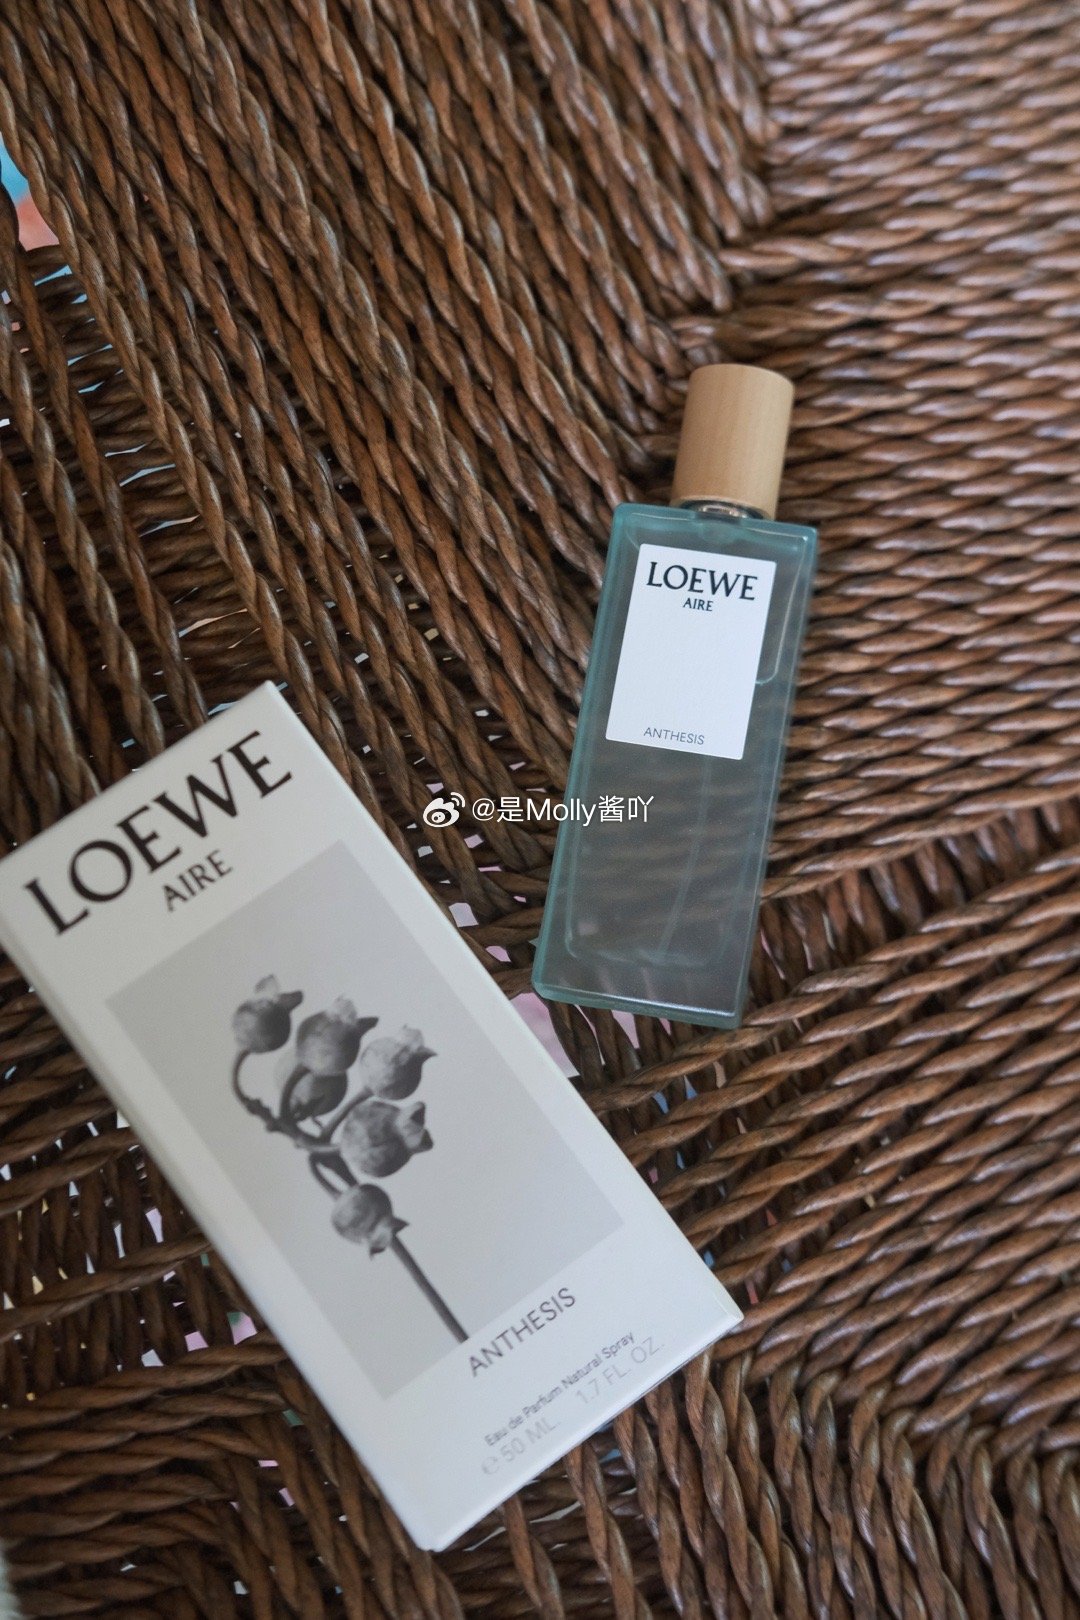 LOEWE
AIRE
ANTHESIS
@是Molly酱吖
LOEWE
AIRE
ANTHESIS
Eau de Parfum Natural Spray
℮50 ML. 1.7 FL. OZ.